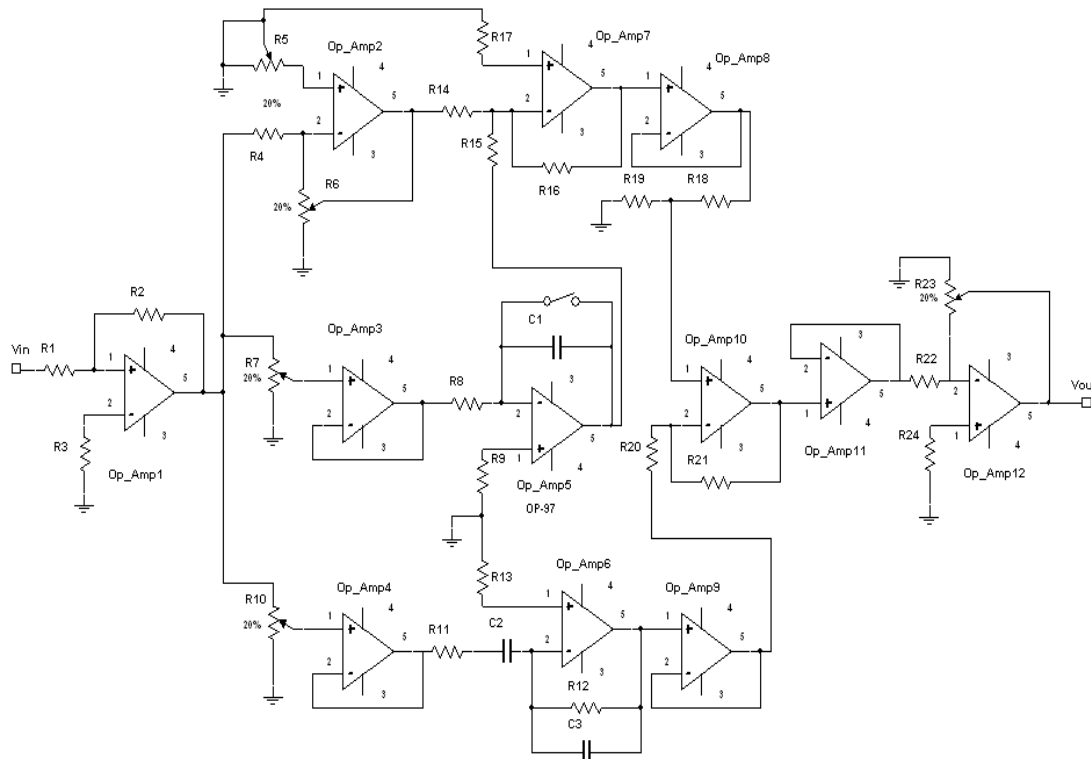 R5
20%
Op_Amp2
4
1
+
5
2
-
3
R4
R6
20%
R17
R14
R15
Op_Amp7
4
1
+
5
2
-
3
R16
Op_Amp8
4
1
+
5
2
-
3
R19
R18
Vin
R1
R2
R3
4
1
+
5
2
-
3
Op_Amp1
R7
20%
Op_Amp3
4
1
+
5
2
-
3
R8
C1
3
2
-
5
1
+
4
Op_Amp5
OP-97
R9
R13
R10
20%
Op_Amp4
4
1
+
5
2
-
3
R11
C2
Op_Amp6
4
1
+
5
2
-
3
R12
C3
Op_Amp9
4
1
+
5
2
-
3
R20
Op_Amp10
4
1
+
5
2
-
3
R21
3
2
-
5
1
+
4
Op_Amp11
R22
R23
20%
R24
3
2
-
5
1
+
4
Op_Amp12
Vou